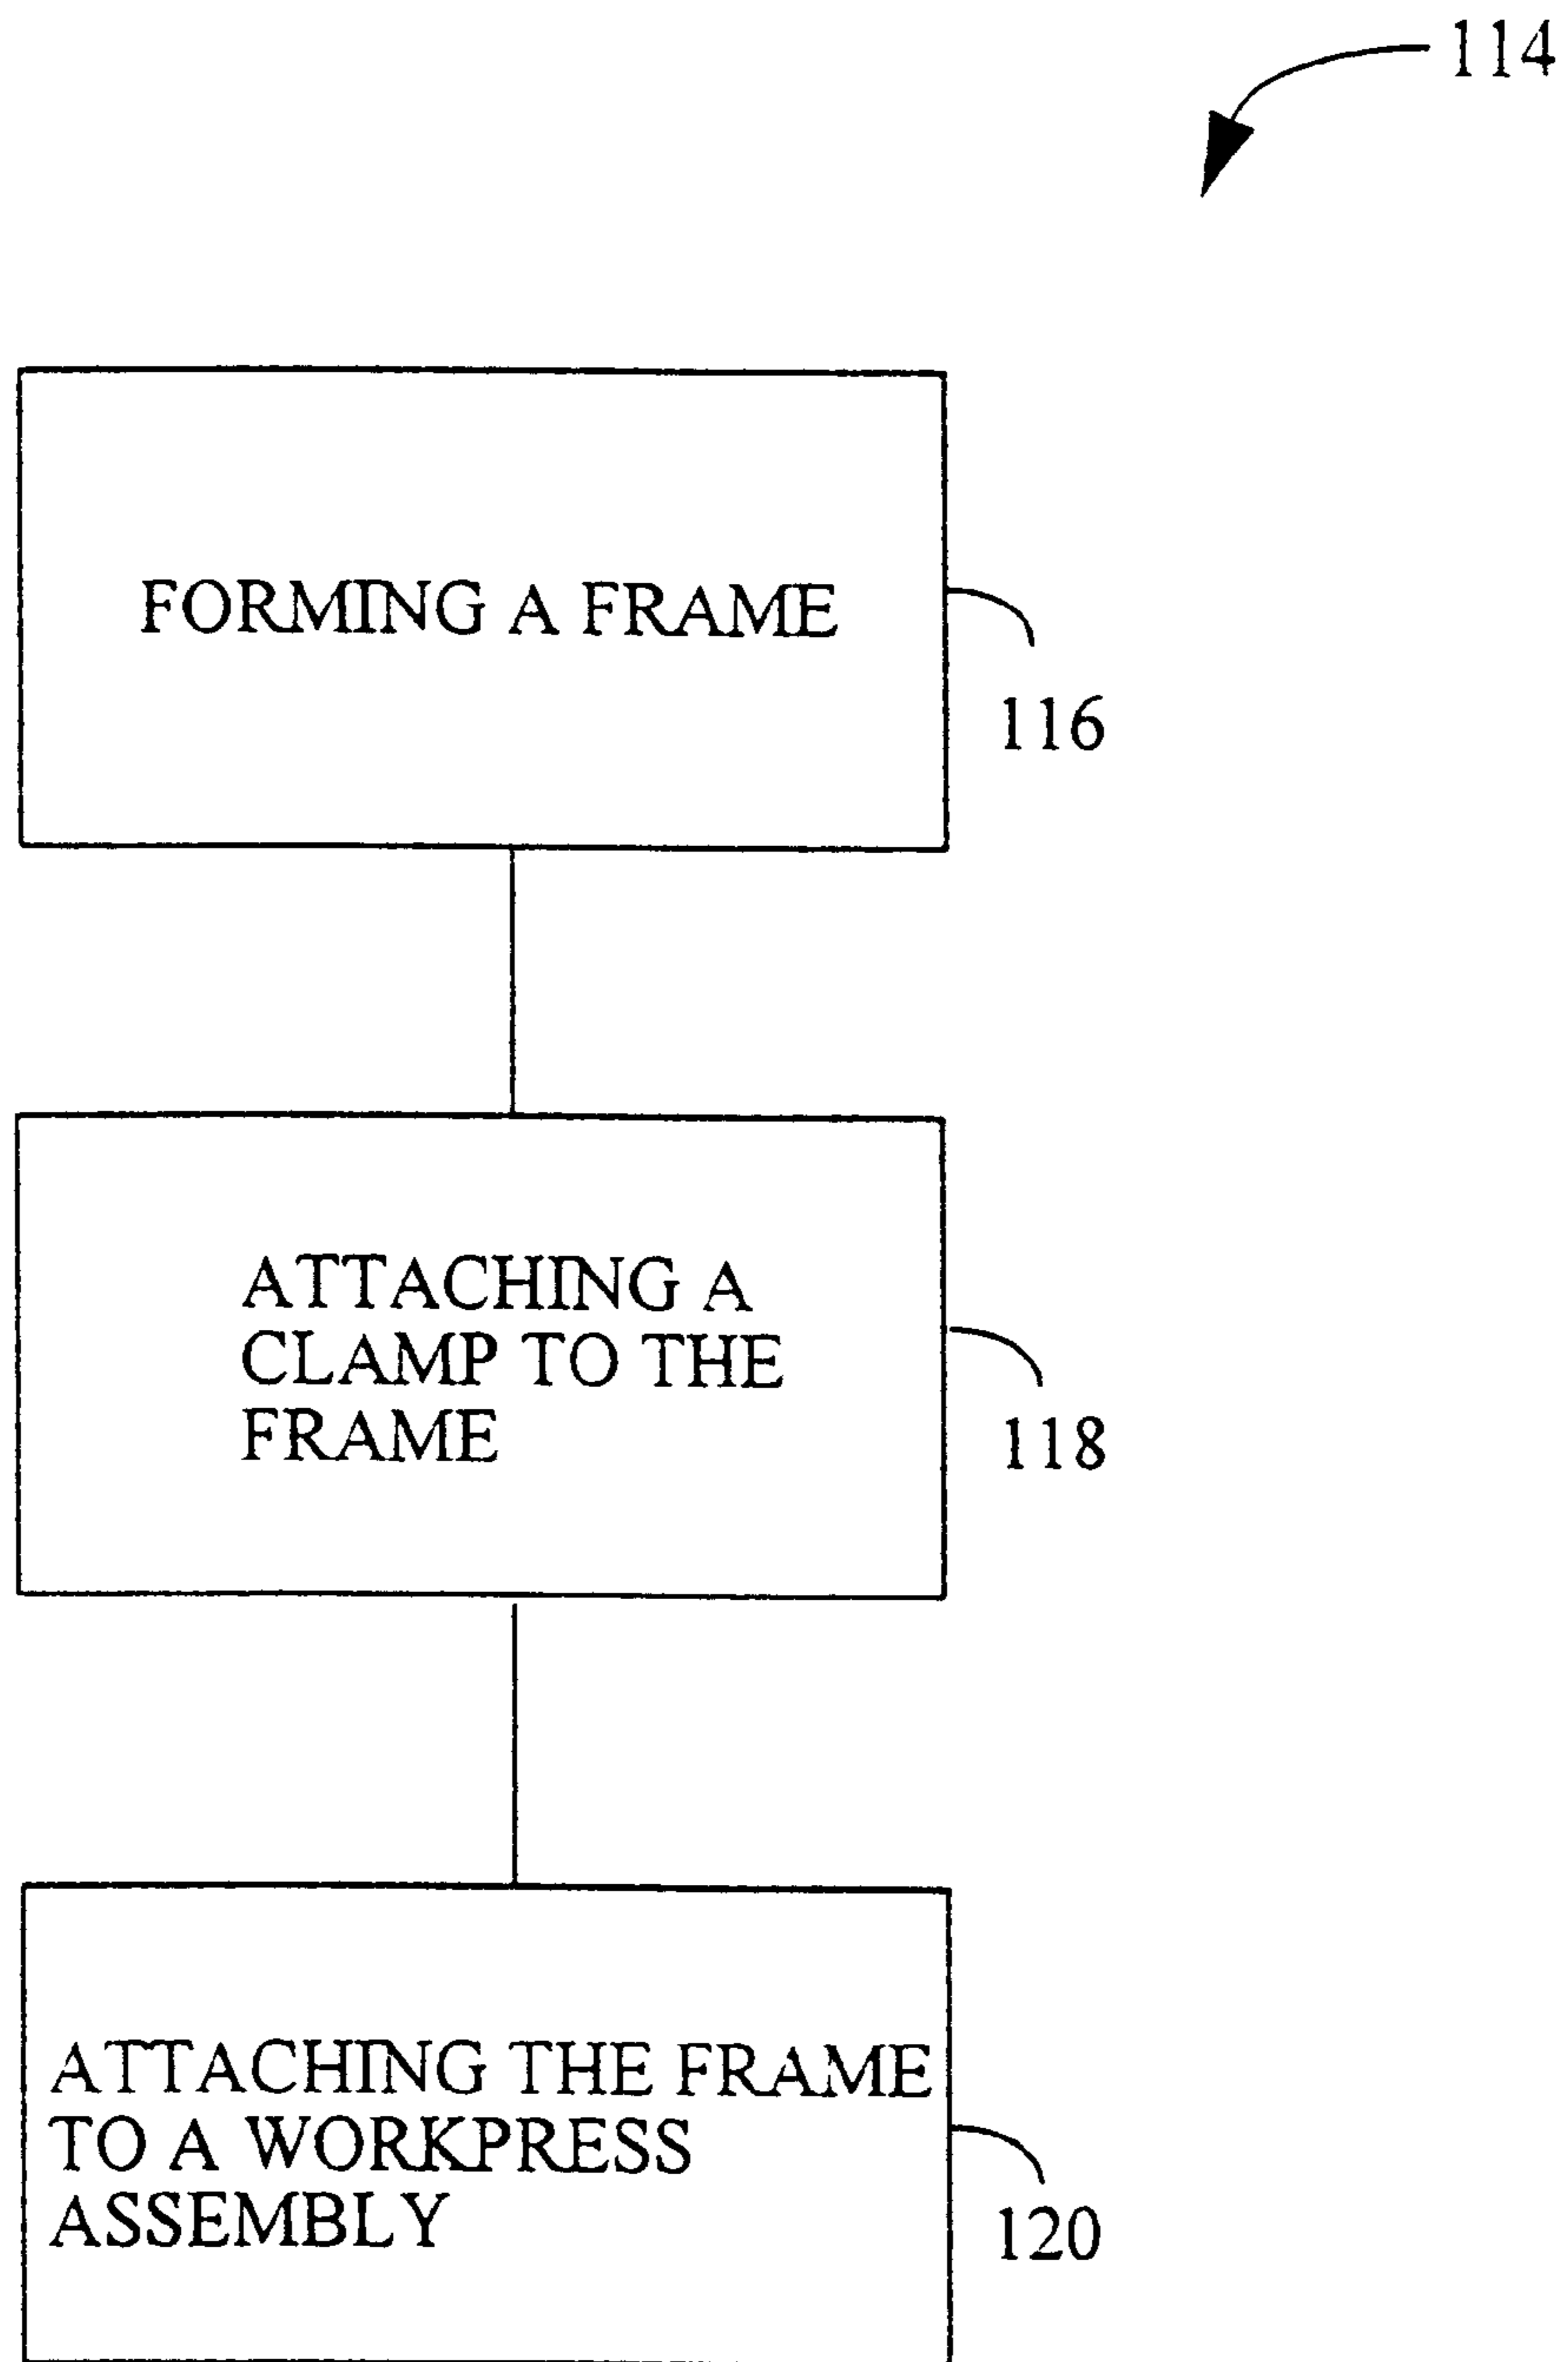 114
FORMING A FRAME
116
ATTACHING A
CLAMP TO THE
FRAME
118
ATTACHING THE FRAME
TO A WORKPRESS
ASSEMBLY
120